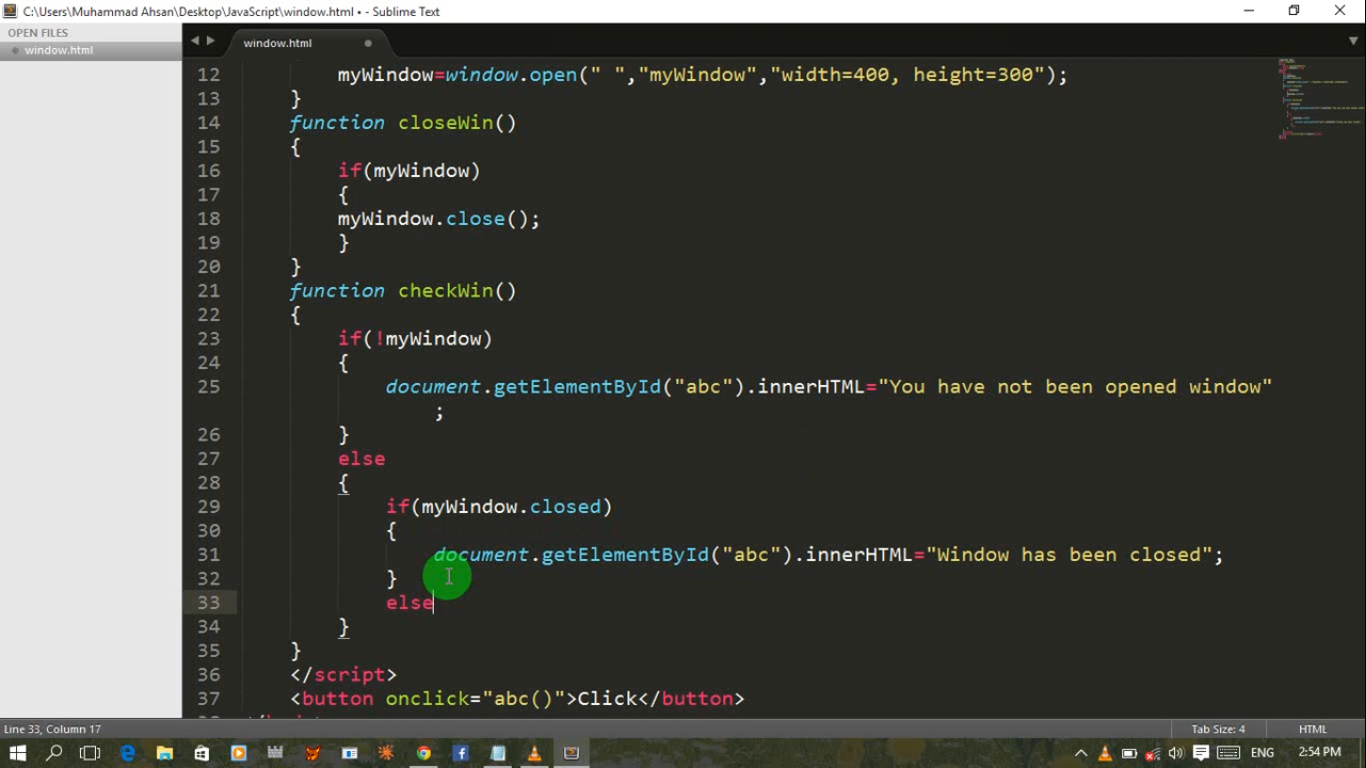 C:\Users\Muhammad Ahsan\Desktop\JavaScript\window.html • - Sublime Text
OPEN FILES
window.html
window.html
12 myWindow=window.open(" ","myWindow","width=400, height=300");
13 }
14 function closeWin()
15 {
16 if(myWindow)
17 {
18 myWindow.close();
19 }
20 }
21 function checkWin()
22 {
23 if(!myWindow)
24 {
25 document.getElementById("abc").innerHTML="You have not been opened window"
;
26 }
27 else
28 {
29 if(myWindow.closed)
30 {
31 document.getElementById("abc").innerHTML="Window has been closed";
32 }
33 else
34 }
35 }
36 </script>
37 <button onclick="abc()">Click</button>
Line 33, Column 17
Tab Size: 4
HTML
ENG
2:54 PM